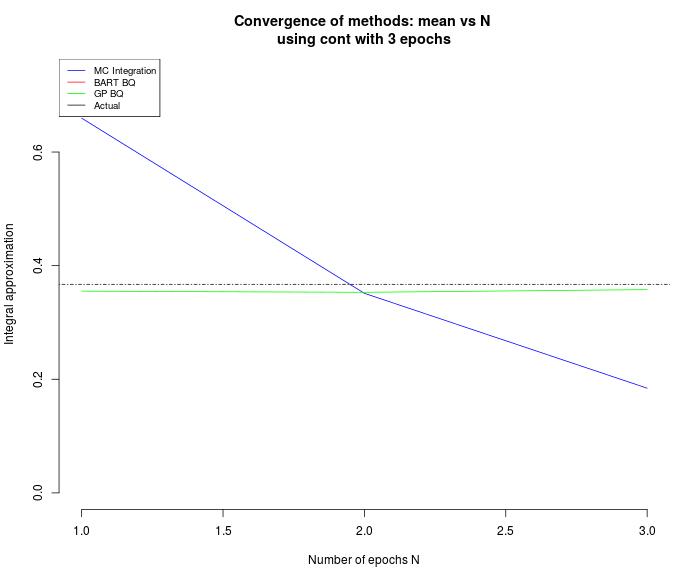 Convergence of methods: mean vs N
using cont with 3 epochs
MC Integration
BART BQ
GP BQ
Actual
Integral approximation
0.6
0.4
0.2
0.0
1.0 1.5 2.0 2.5 3.0
Number of epochs N